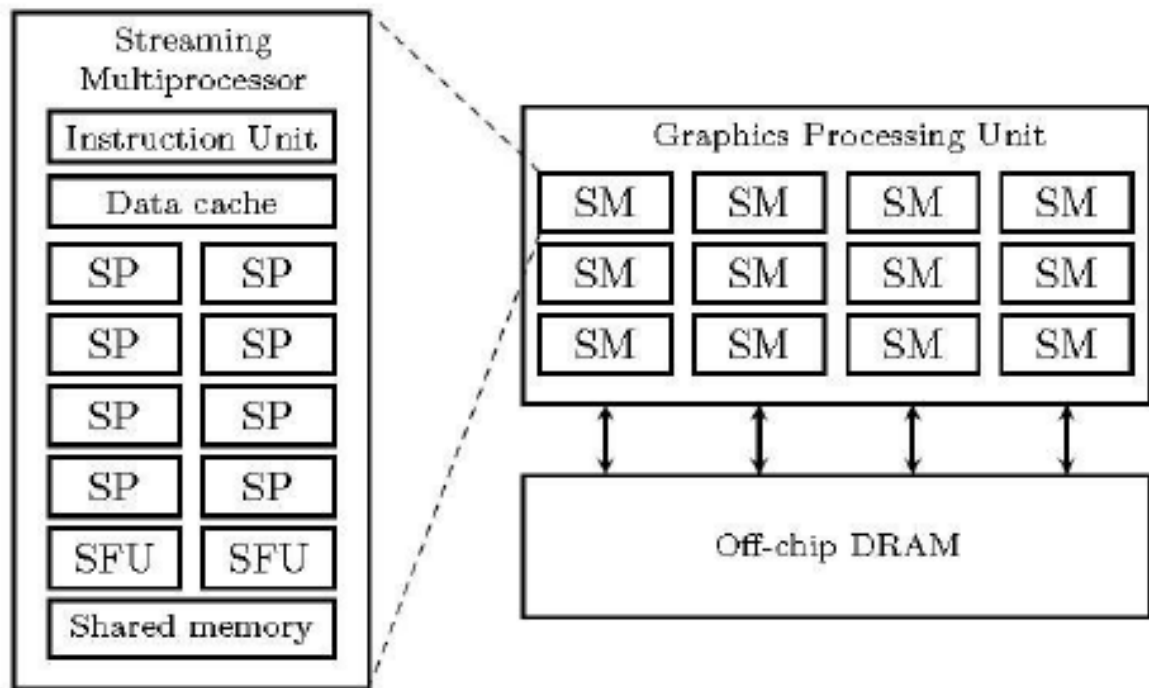 Streaming
Multiprocessor
Instruction Unit
Data cache
SP SP
SP SP
SP SP
SP SP
SFU SFU
Shared memory
Graphics Processing Unit
SM SM SM SM
SM SM SM SM
SM SM SM SM
Off-chip DRAM